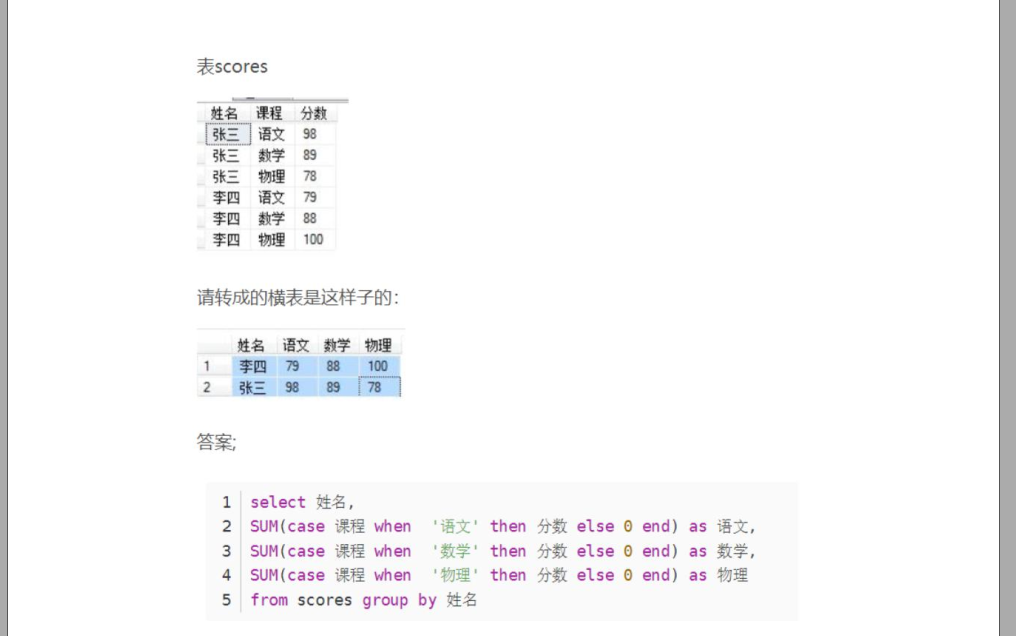 表scores
姓名 课程 分数
张三 语文 98
张三 数学 89
张三 物理 78
李四 语文 79
李四 数学 88
李四 物理 100
请转成的横表是这样子的：
姓名 语文 数学 物理
1 李四 79 88 100
2 张三 98 89 78
答案;
1 select 姓名,
2 SUM(case 课程 when '语文' then 分数 else 0 end) as 语文,
3 SUM(case 课程 when '数学' then 分数 else 0 end) as 数学,
4 SUM(case 课程 when '物理' then 分数 else 0 end) as 物理
5 from scores group by 姓名